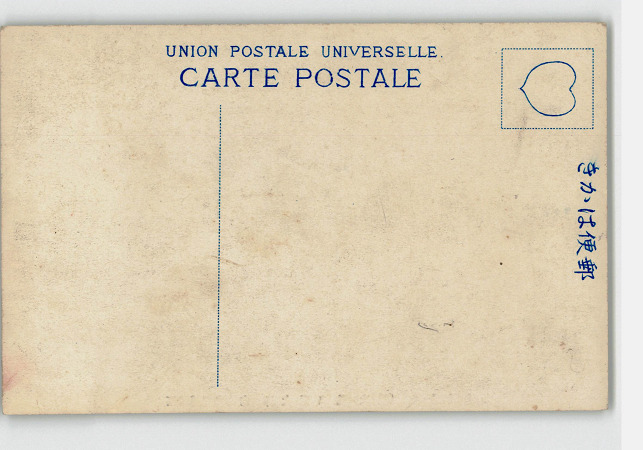 UNION POSTALE UNIVERSELLE.
CARTE POSTALE
きかは便郵